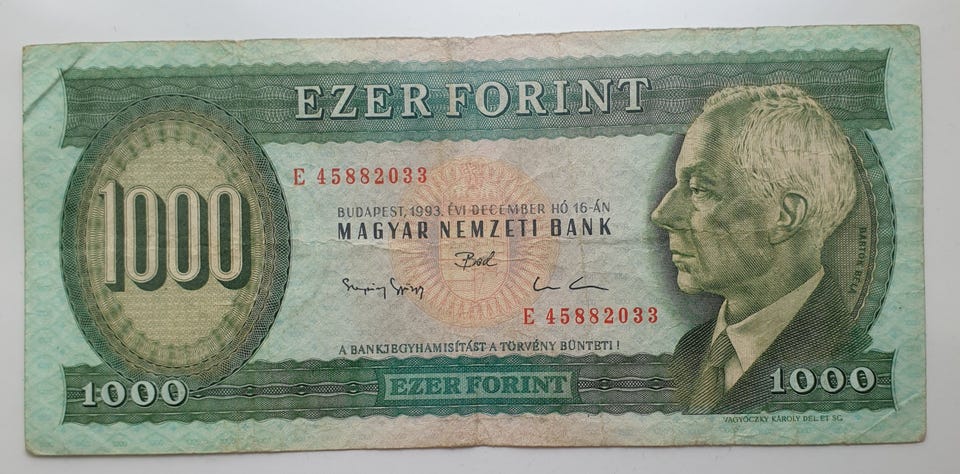 EZER FORINT
1000
E 45882033
BUDAPEST, 1993. ÉVI DECEMBER HÓ 16-ÁN
MAGYAR NEMZETI BANK
E 45882033
A BANKJEGYHAMISÍTÁST A TÖRVÉNY BÜNTETI!
BARTÓK BÉLA
1000
EZER FORINT
1000
VAGYÓCZKY KÁROLY DEL. ET SC.